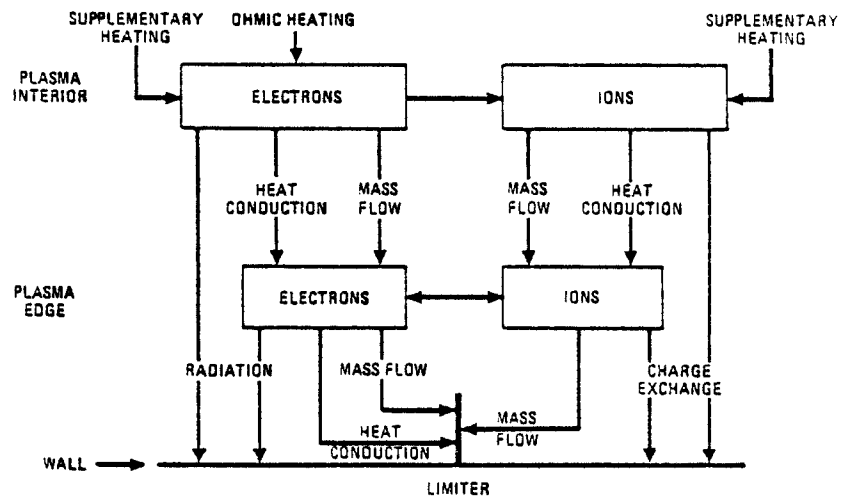 SUPPLEMENTARY
HEATING
OHMIC HEATING
SUPPLEMENTARY
HEATING
PLASMA
INTERIOR
ELECTRONS
IONS
HEAT
CONDUCTION
MASS
FLOW
MASS
FLOW
HEAT
CONDUCTION
PLASMA
EDGE
ELECTRONS
IONS
RADIATION
MASS FLOW
CHARGE
EXCHANGE
HEAT
CONDUCTION
MASS
FLOW
WALL
LIMITER